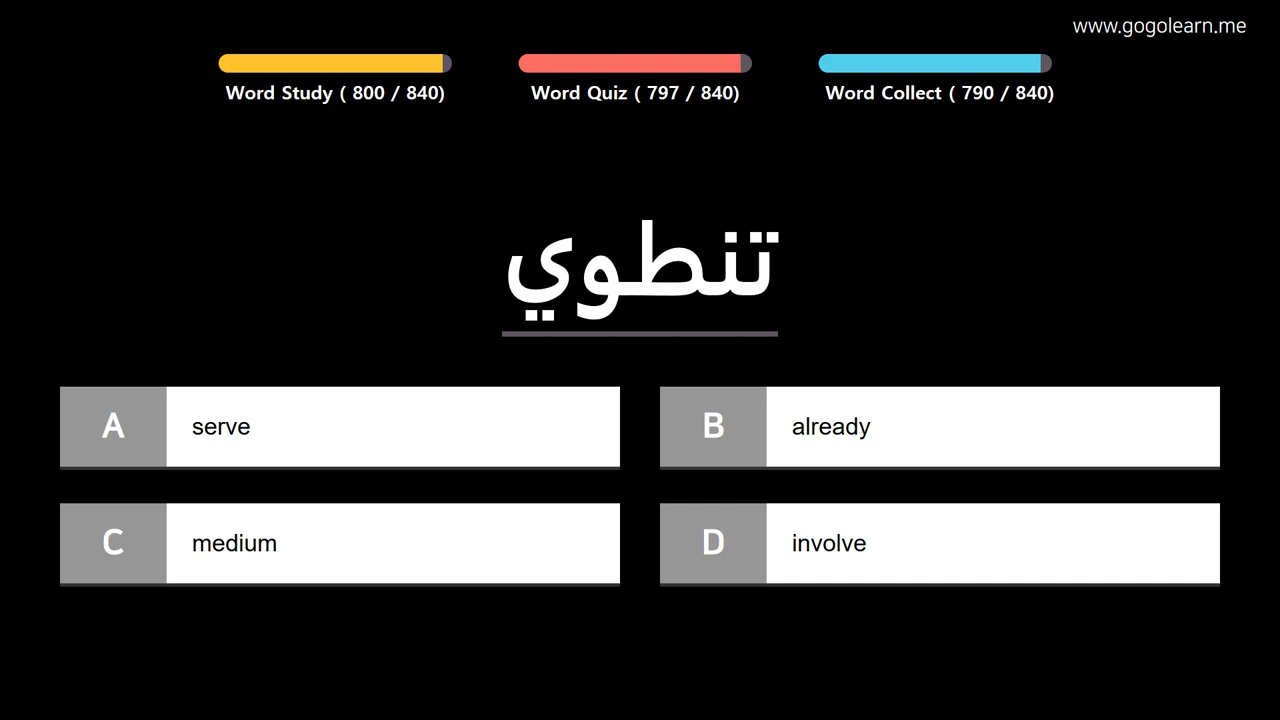 www.gogolearn.me
Word Study ( 800 / 840)
Word Quiz ( 797 / 840)
Word Collect ( 790 / 840)
تنطوي
A serve
B already
C medium
D involve